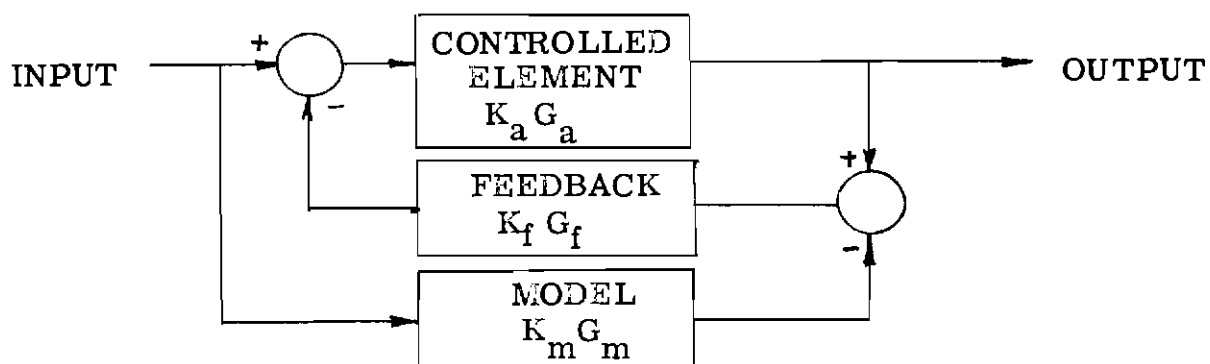 +
CONTROLLED
INPUT
ELEMENT
OUTPUT
-
K_a G_a
+
FEEDBACK
K_f G_f
-
MODEL
K_m G_m